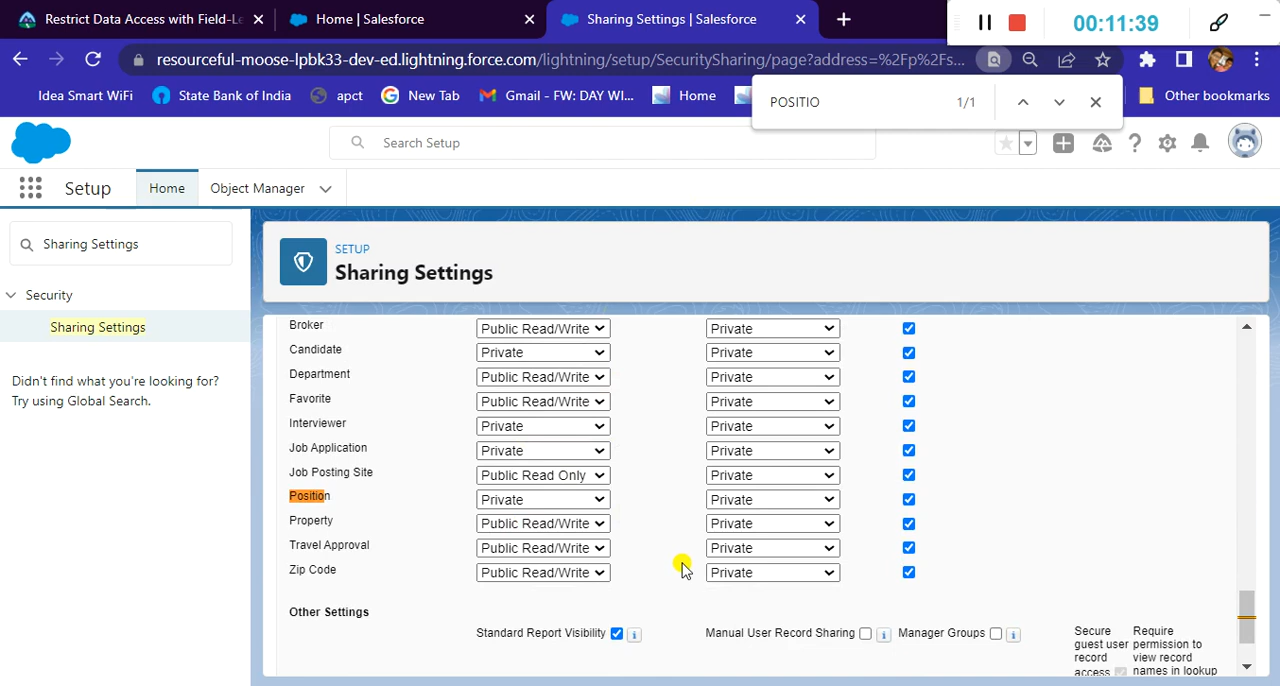 Restrict Data Access with Field-Le
Home | Salesforce
Sharing Settings | Salesforce
00:11:39
resourceful-moose-lpbk33-dev-ed.lightning.force.com/lightning/setup/SecuritySharing/page?address=%2Fp%2Fs...
Idea Smart WiFi
State Bank of India
apct
New Tab
Gmail - FW: DAY WI...
Home
Other bookmarks
POSITIO
1/1
Search Setup
Setup
Home
Object Manager
Sharing Settings
Security
Sharing Settings
Didn't find what you're looking for?
Try using Global Search.
SETUP
Sharing Settings
Broker Public Read/Write Private
Candidate Private Private
Department Public Read/Write Private
Favorite Public Read/Write Private
Interviewer Private Private
Job Application Private Private
Job Posting Site Public Read Only Private
Position Private Private
Property Public Read/Write Private
Travel Approval Public Read/Write Private
Zip Code Public Read/Write Private
Other Settings
Standard Report Visibility
Manual User Record Sharing
Manager Groups
Secure
guest user
record
access
Require
permission to
view record
names in lookup